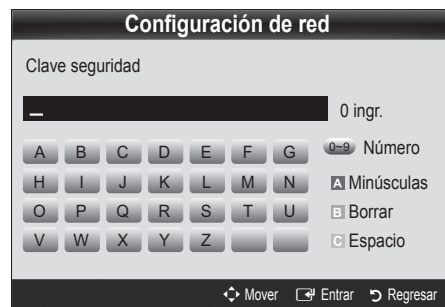 Configuración de red
Clave seguridad
0 ingr.
A B C D E F G 0~9 Número
H I J K L M N A Minúsculas
O P Q R S T U B Borrar
V W X Y Z C Espacio
Mover Entrar Regresar